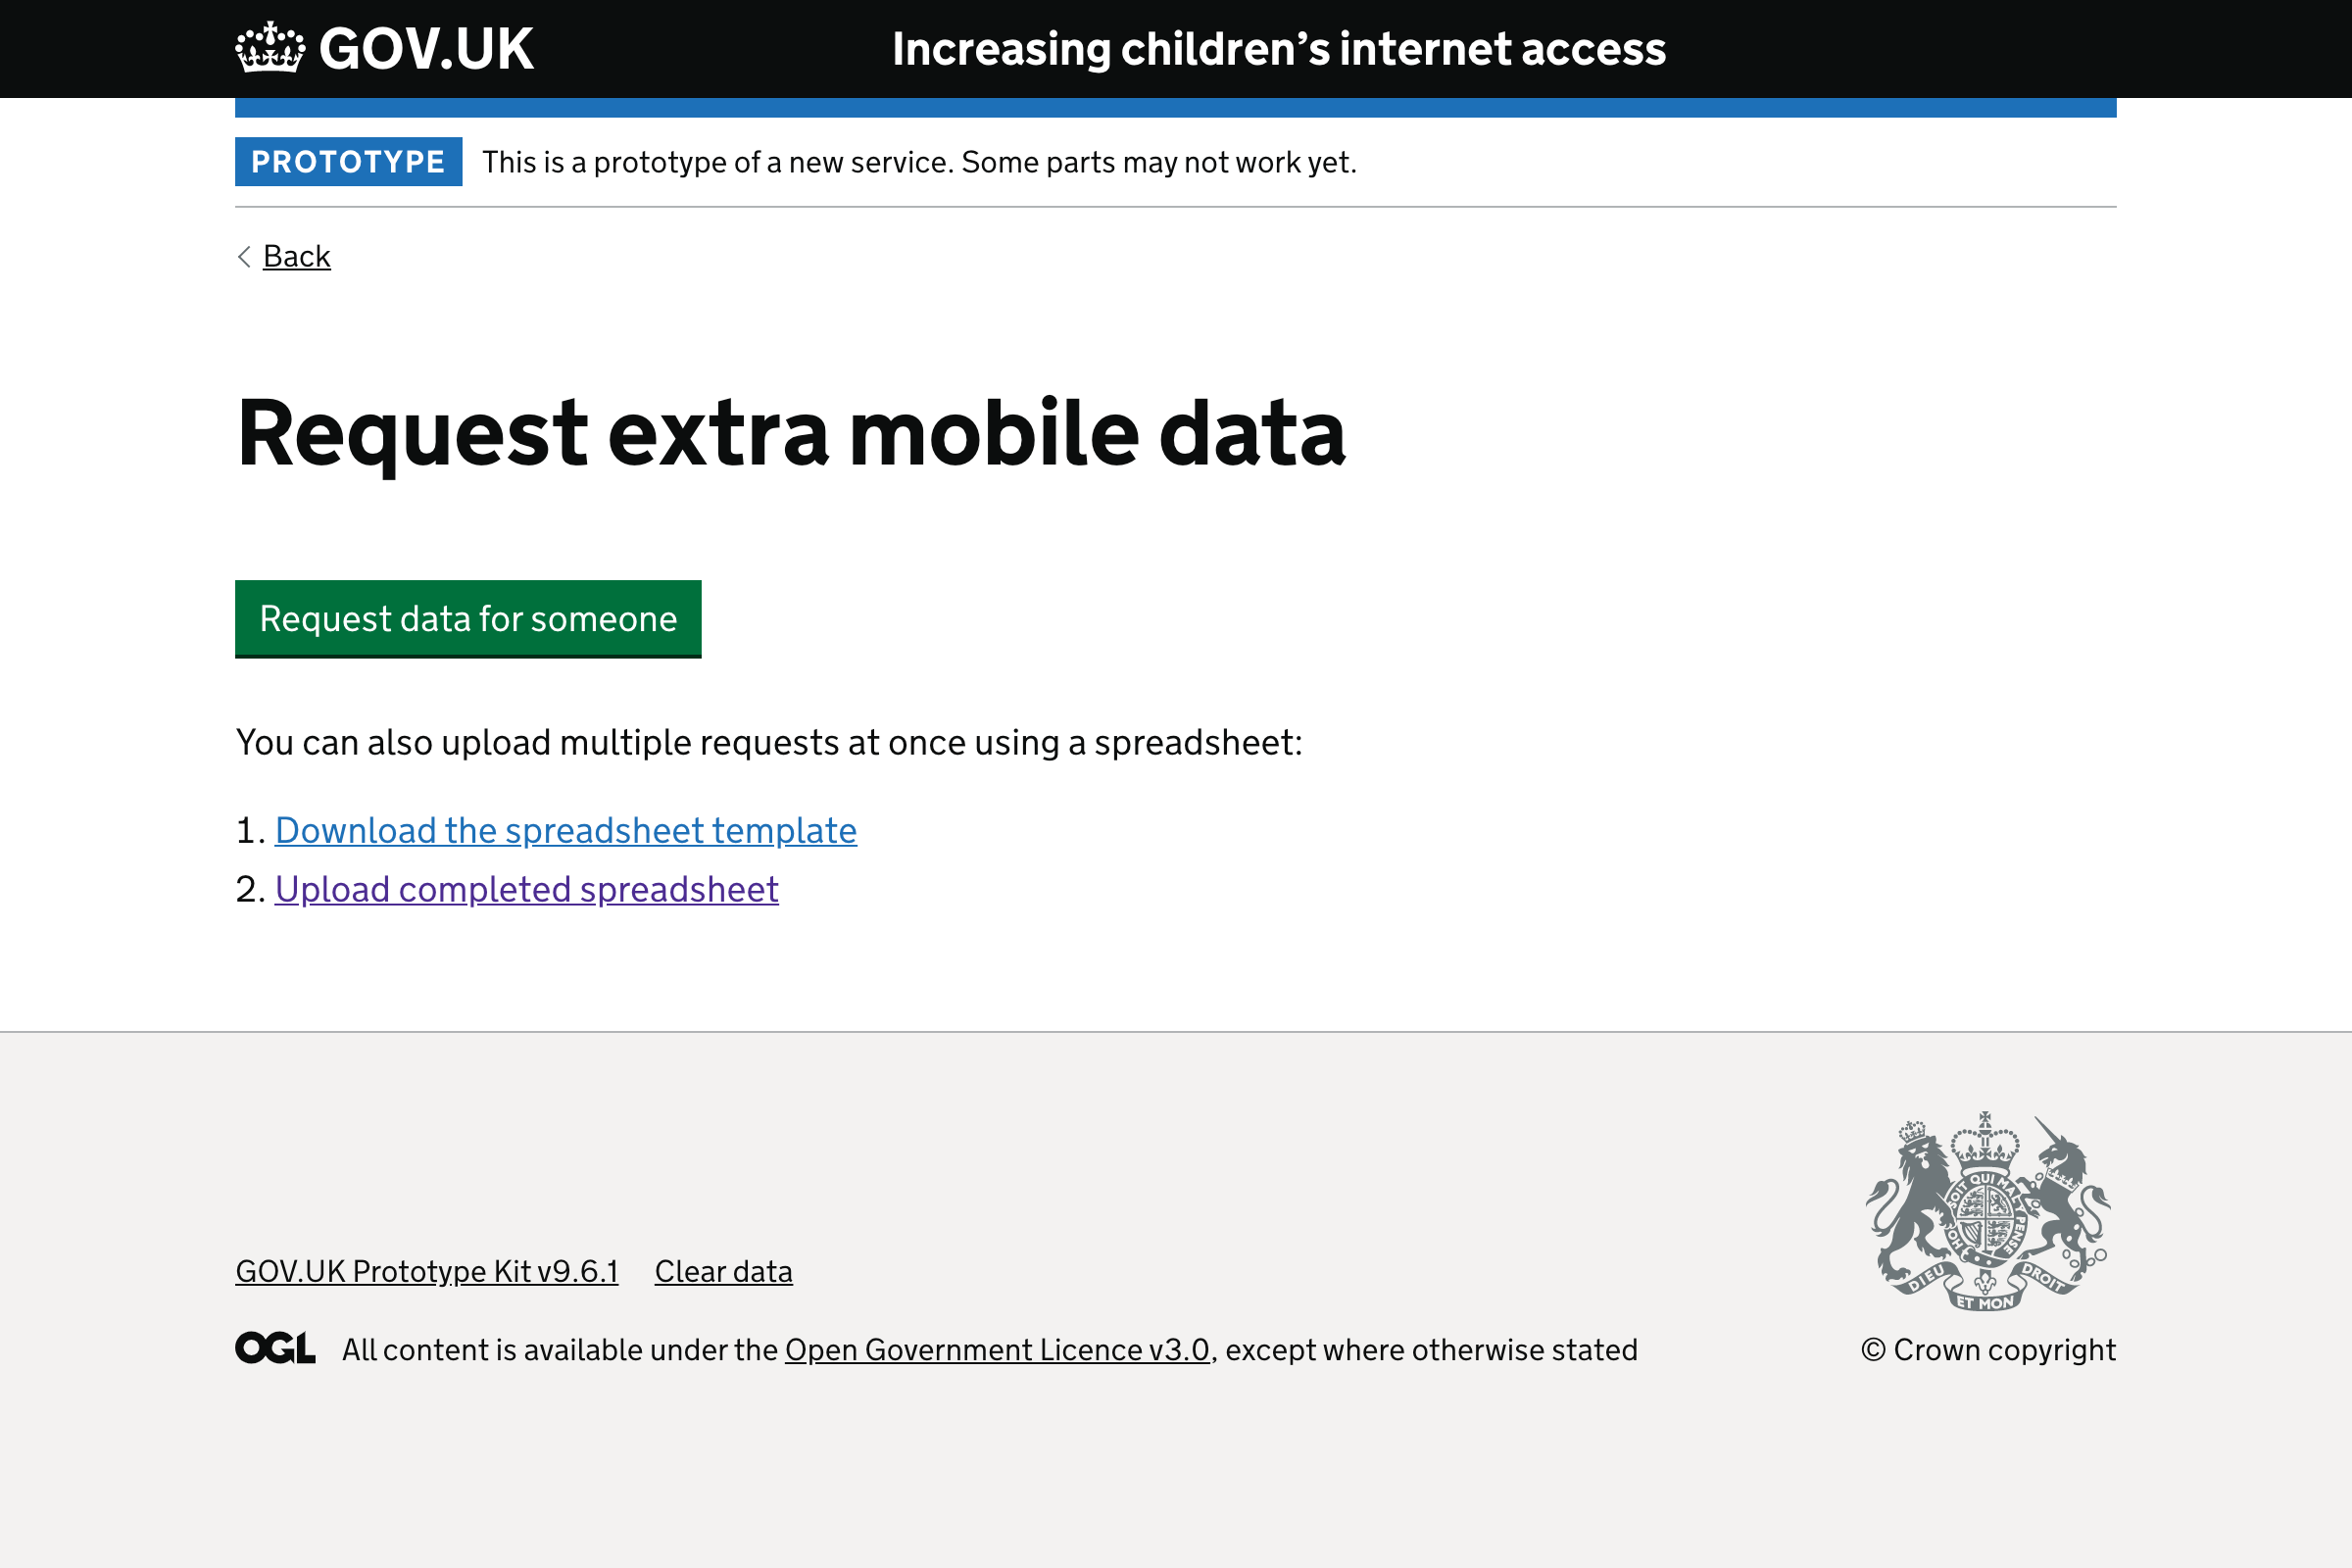 GOV.UK
Increasing children’s internet access
PROTOTYPE This is a prototype of a new service. Some parts may not work yet.
Back
Request extra mobile data
Request data for someone
You can also upload multiple requests at once using a spreadsheet:
1. Download the spreadsheet template
2. Upload completed spreadsheet
GOV.UK Prototype Kit v9.6.1 Clear data
OGL All content is available under the Open Government Licence v3.0, except where otherwise stated
SOIT QUI MAL PENSE
DIEU ET MON DROIT
© Crown copyright